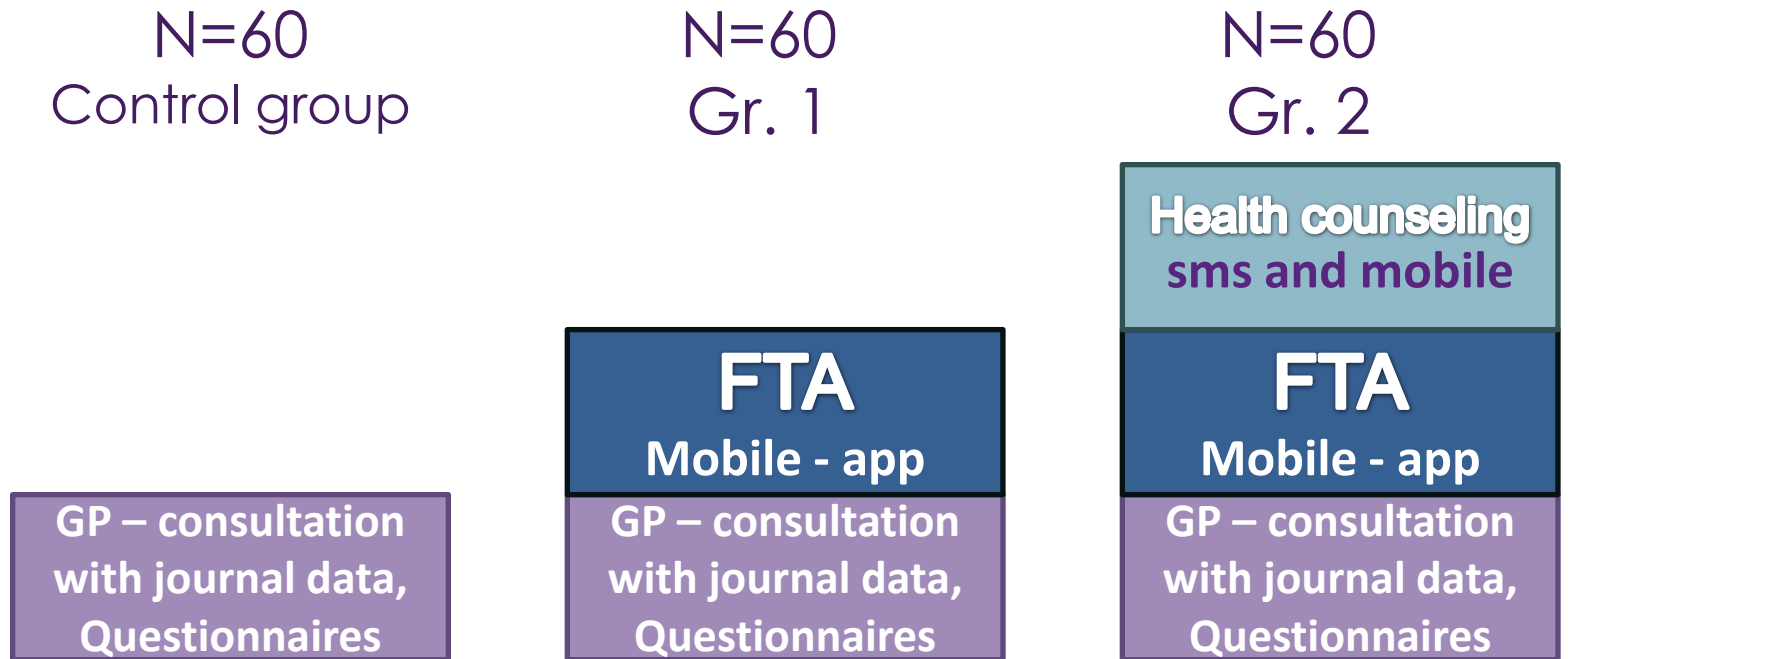 N=60
Control group
GP – consultation
with journal data,
Questionnaires
N=60
Gr. 1
FTA
Mobile - app
GP – consultation
with journal data,
Questionnaires
N=60
Gr. 2
Health counseling
sms and mobile
FTA
Mobile - app
GP – consultation
with journal data,
Questionnaires